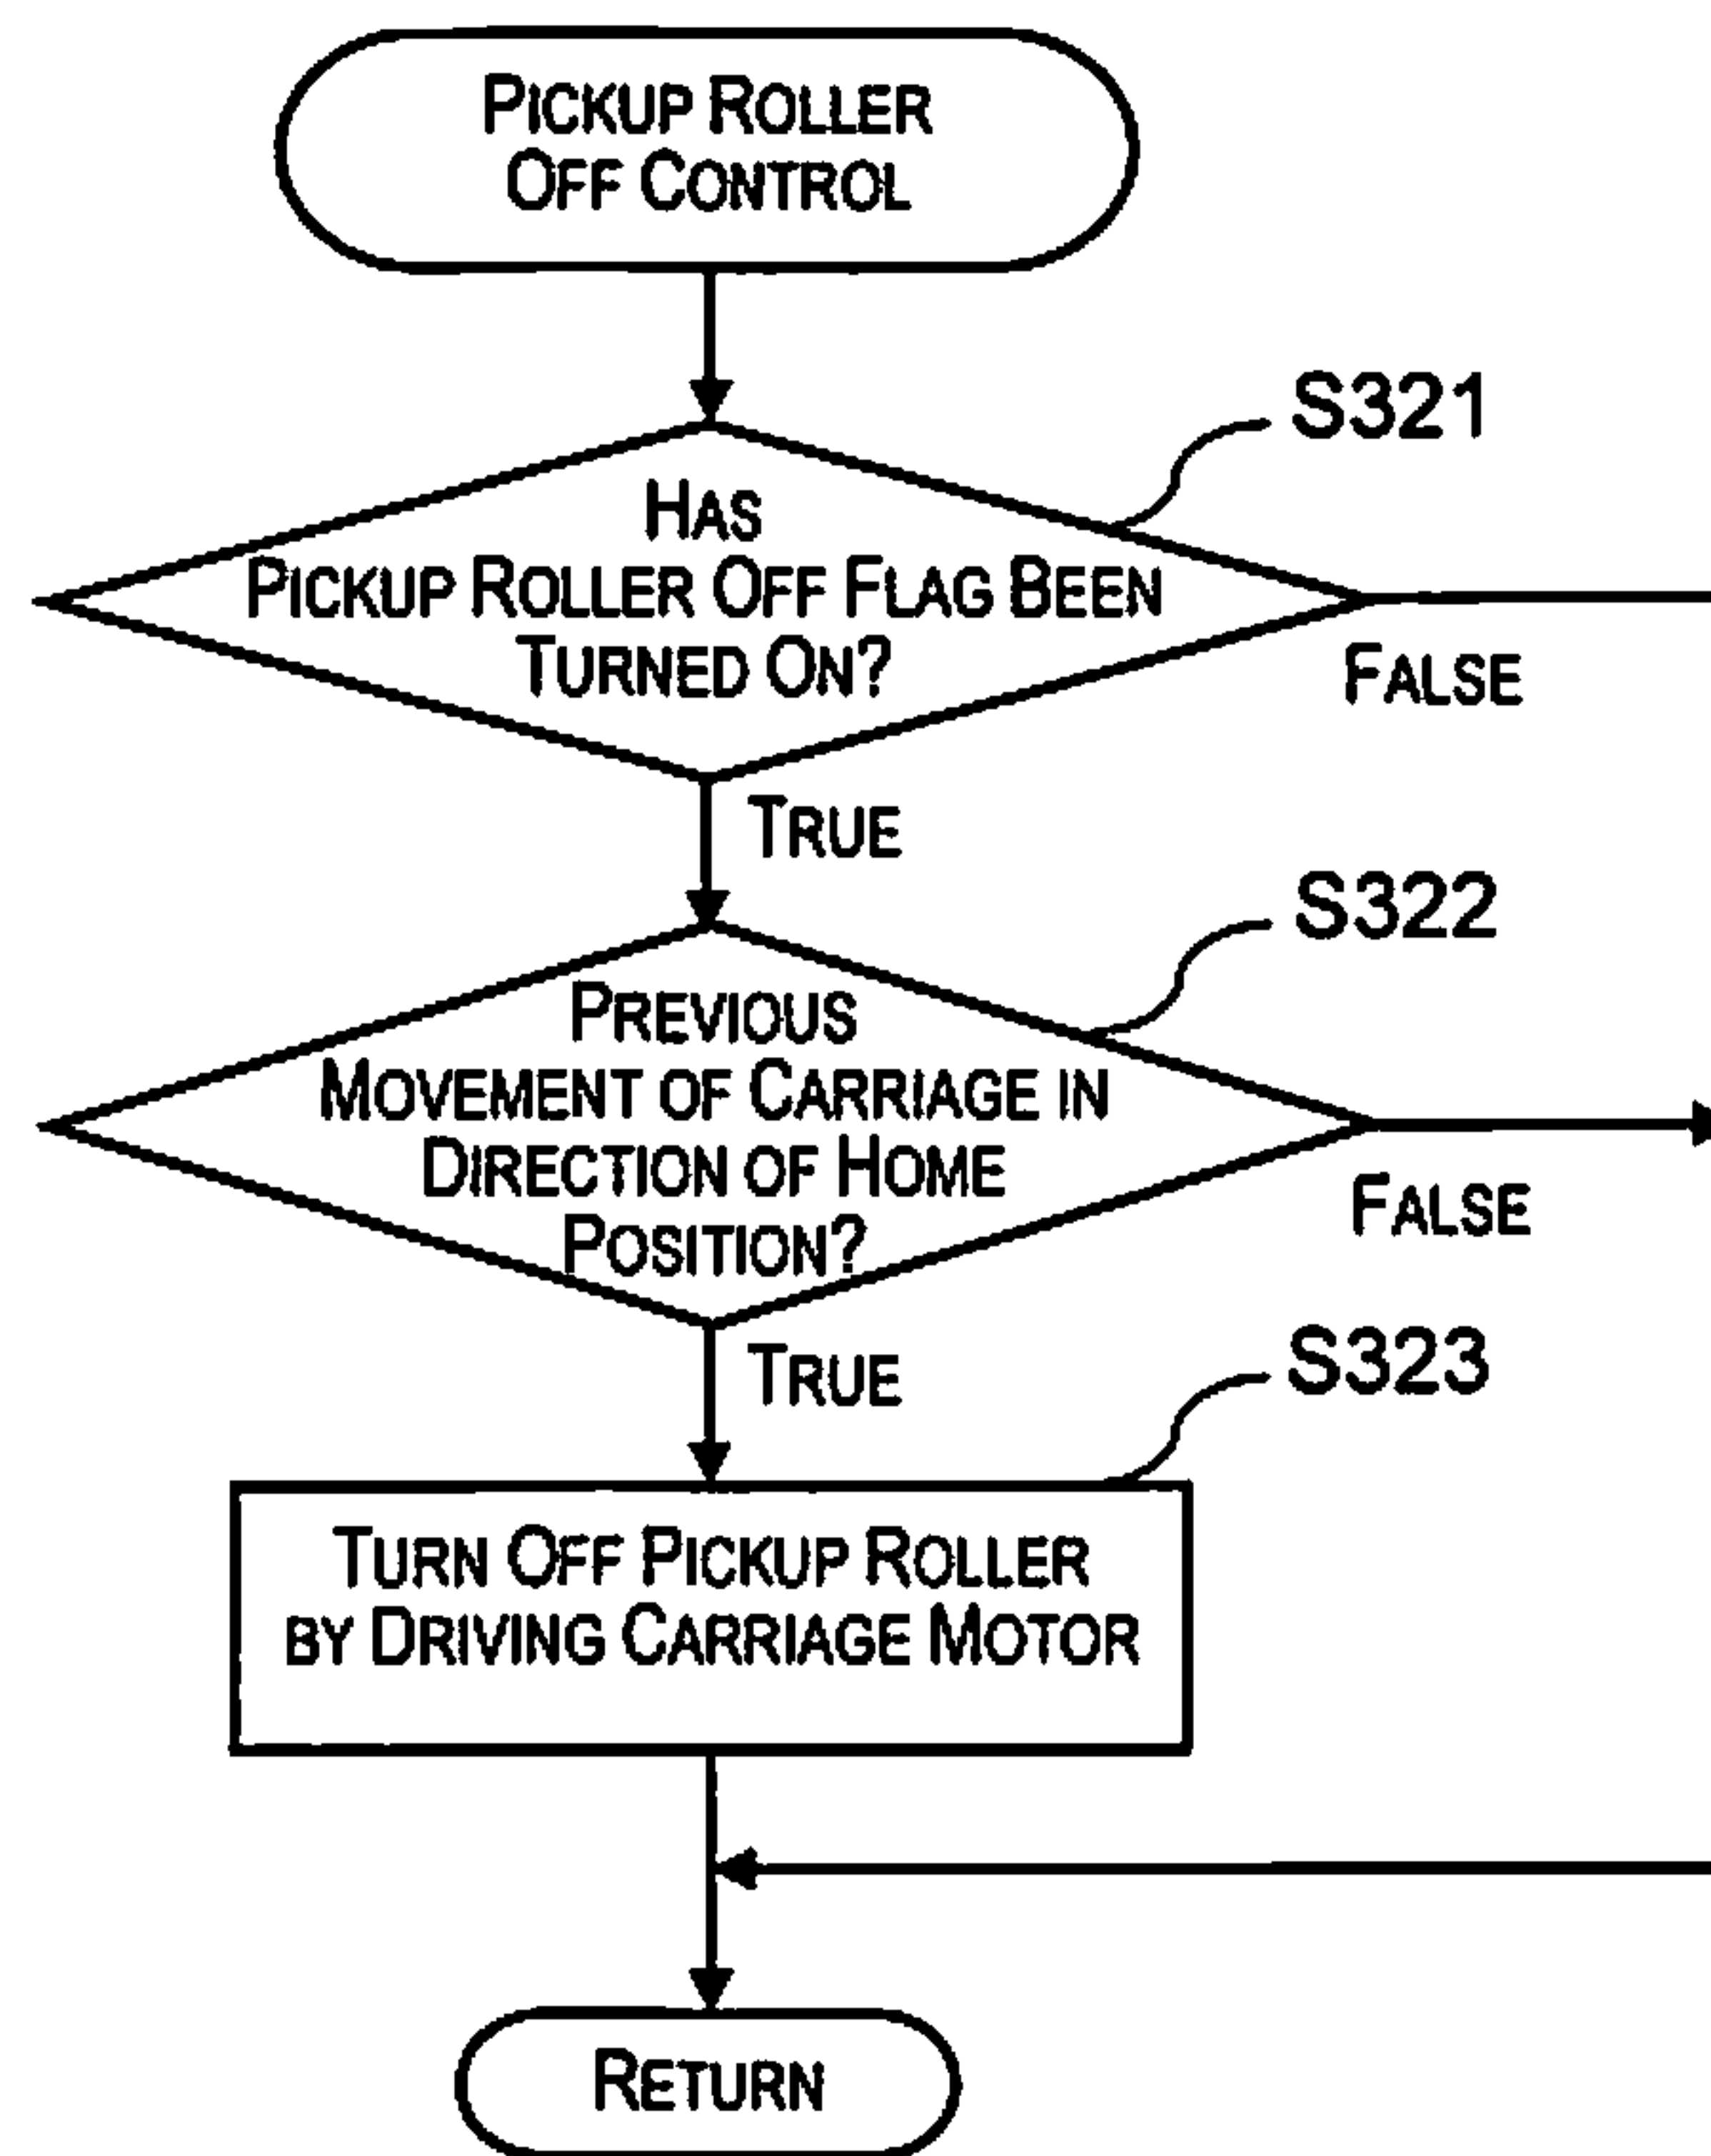 PICKUP ROLLER
OFF CONTROL
S321
HAS
PICKUP ROLLER OFF FLAG BEEN
TURNED ON?
FALSE
TRUE
S322
PREVIOUS
MOVEMENT OF CARRIAGE IN
DIRECTION OF HOME
POSITION?
FALSE
TRUE
S323
TURN OFF PICKUP ROLLER
BY DRIVING CARRIAGE MOTOR
RETURN